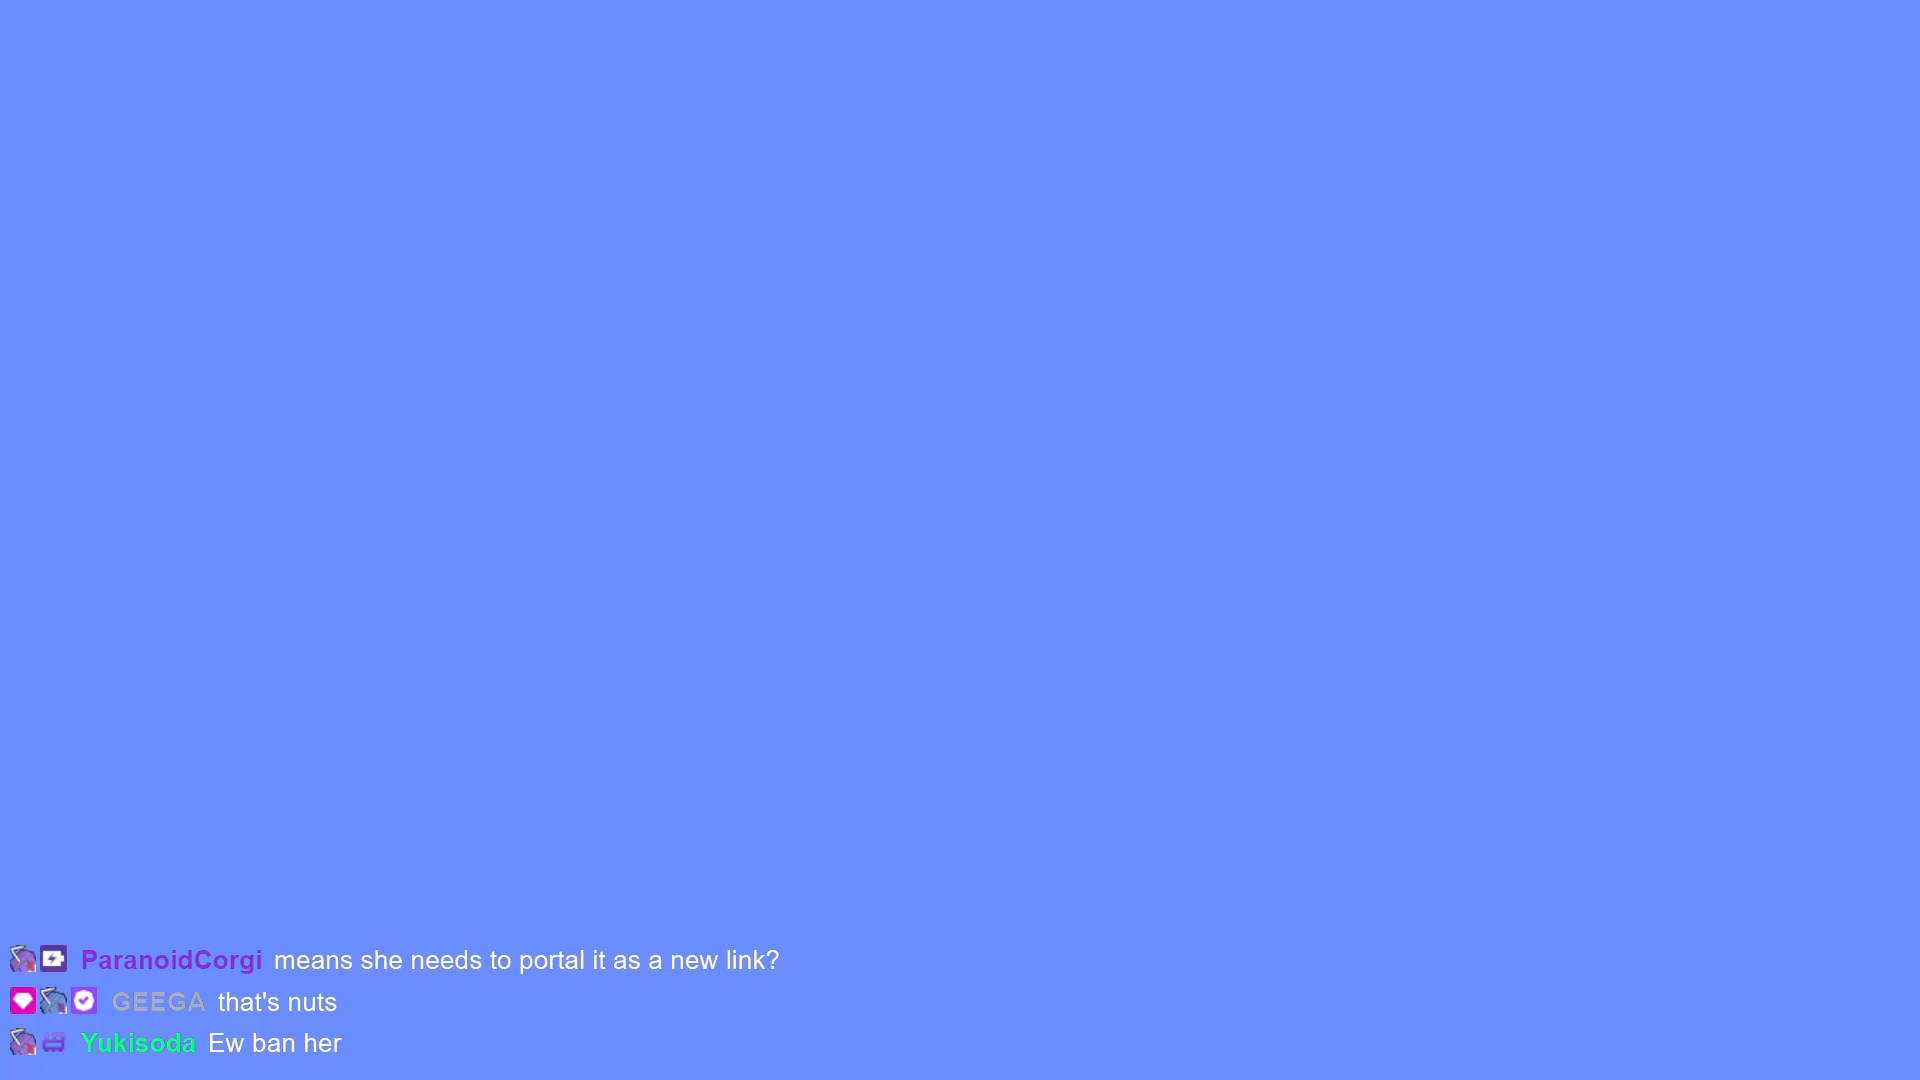 ParanoidCorgi means she needs to portal it as a new link?
GEEGA that's nuts
Yukisoda Ew ban her